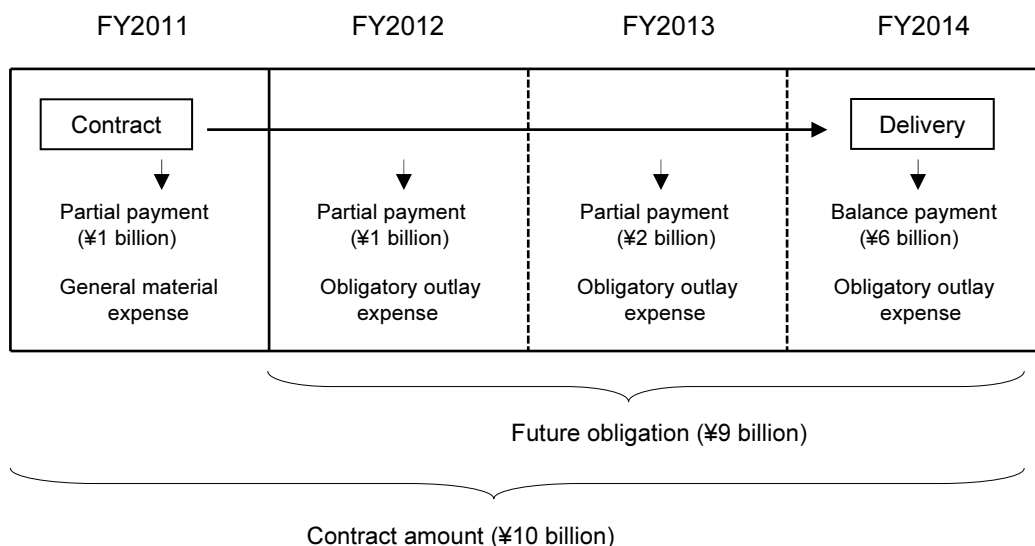 FY2011 FY2012 FY2013 FY2014
Contract Delivery
Partial payment Partial payment Partial payment Balance payment
(¥1 billion) (¥1 billion) (¥2 billion) (¥6 billion)
General material Obligatory outlay Obligatory outlay Obligatory outlay
expense expense expense expense
Future obligation (¥9 billion)
Contract amount (¥10 billion)